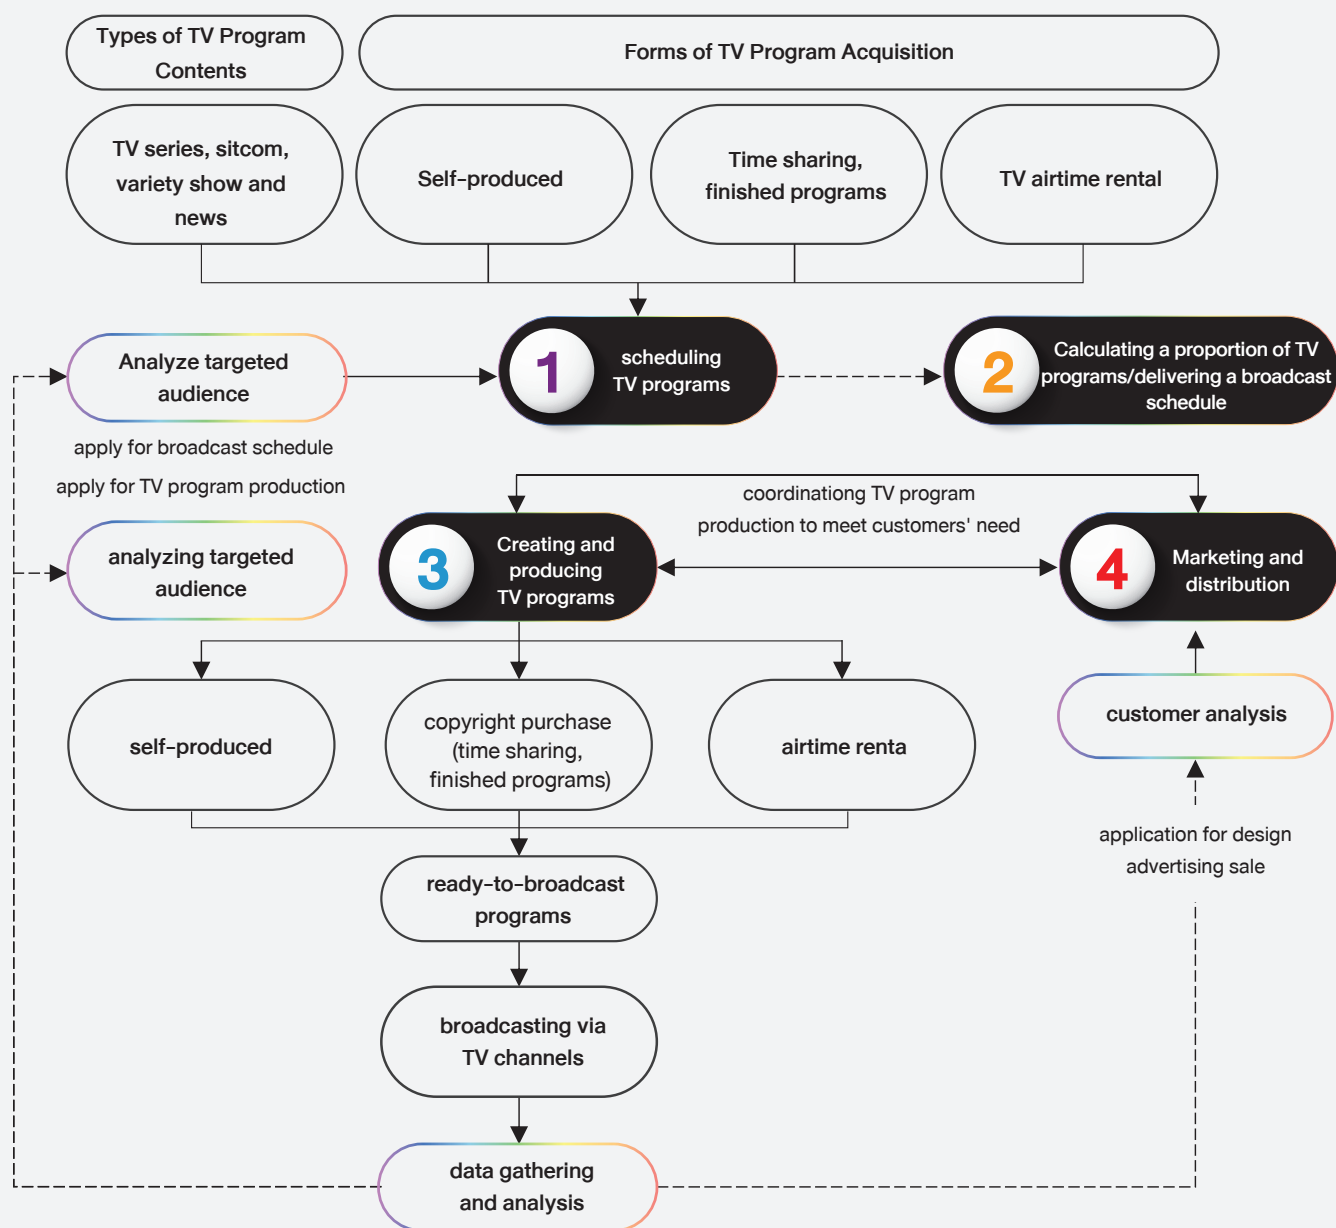 Types of TV Program
Contents
Forms of TV Program Acquisition
TV series, sitcom,
variety show and
news
Self-produced
Time sharing,
finished programs
TV airtime rental
Analyze targeted
audience
1
scheduling
TV programs
2
Calculating a proportion of TV
programs/delivering a broadcast
schedule
apply for broadcast schedule
apply for TV program production
coordinationg TV program
production to meet customers' need
analyzing targeted
audience
3
Creating and
producing
TV programs
4
Marketing and
distribution
self-produced
copyright purchase
(time sharing,
finished programs)
airtime renta
customer analysis
application for design
advertising sale
ready-to-broadcast
programs
broadcasting via
TV channels
data gathering
and analysis